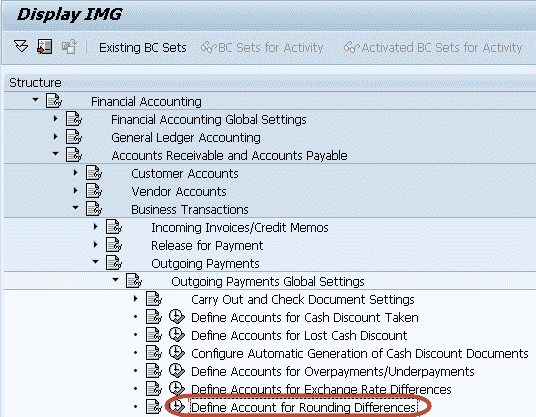 Display IMG
Existing BC Sets BC Sets for Activity Activated BC Sets for Activity
Structure
Financial Accounting
Financial Accounting Global Settings
General Ledger Accounting
Accounts Receivable and Accounts Payable
Customer Accounts
Vendor Accounts
Business Transactions
Incoming Invoices/Credit Memos
Release for Payment
Outgoing Payments
Outgoing Payments Global Settings
Carry Out and Check Document Settings
Define Accounts for Cash Discount Taken
Define Accounts for Lost Cash Discount
Configure Automatic Generation of Cash Discount Documents
Define Accounts for Overpayments/Underpayments
Define Accounts for Exchange Rate Differences
Define Account for Rounding Differences